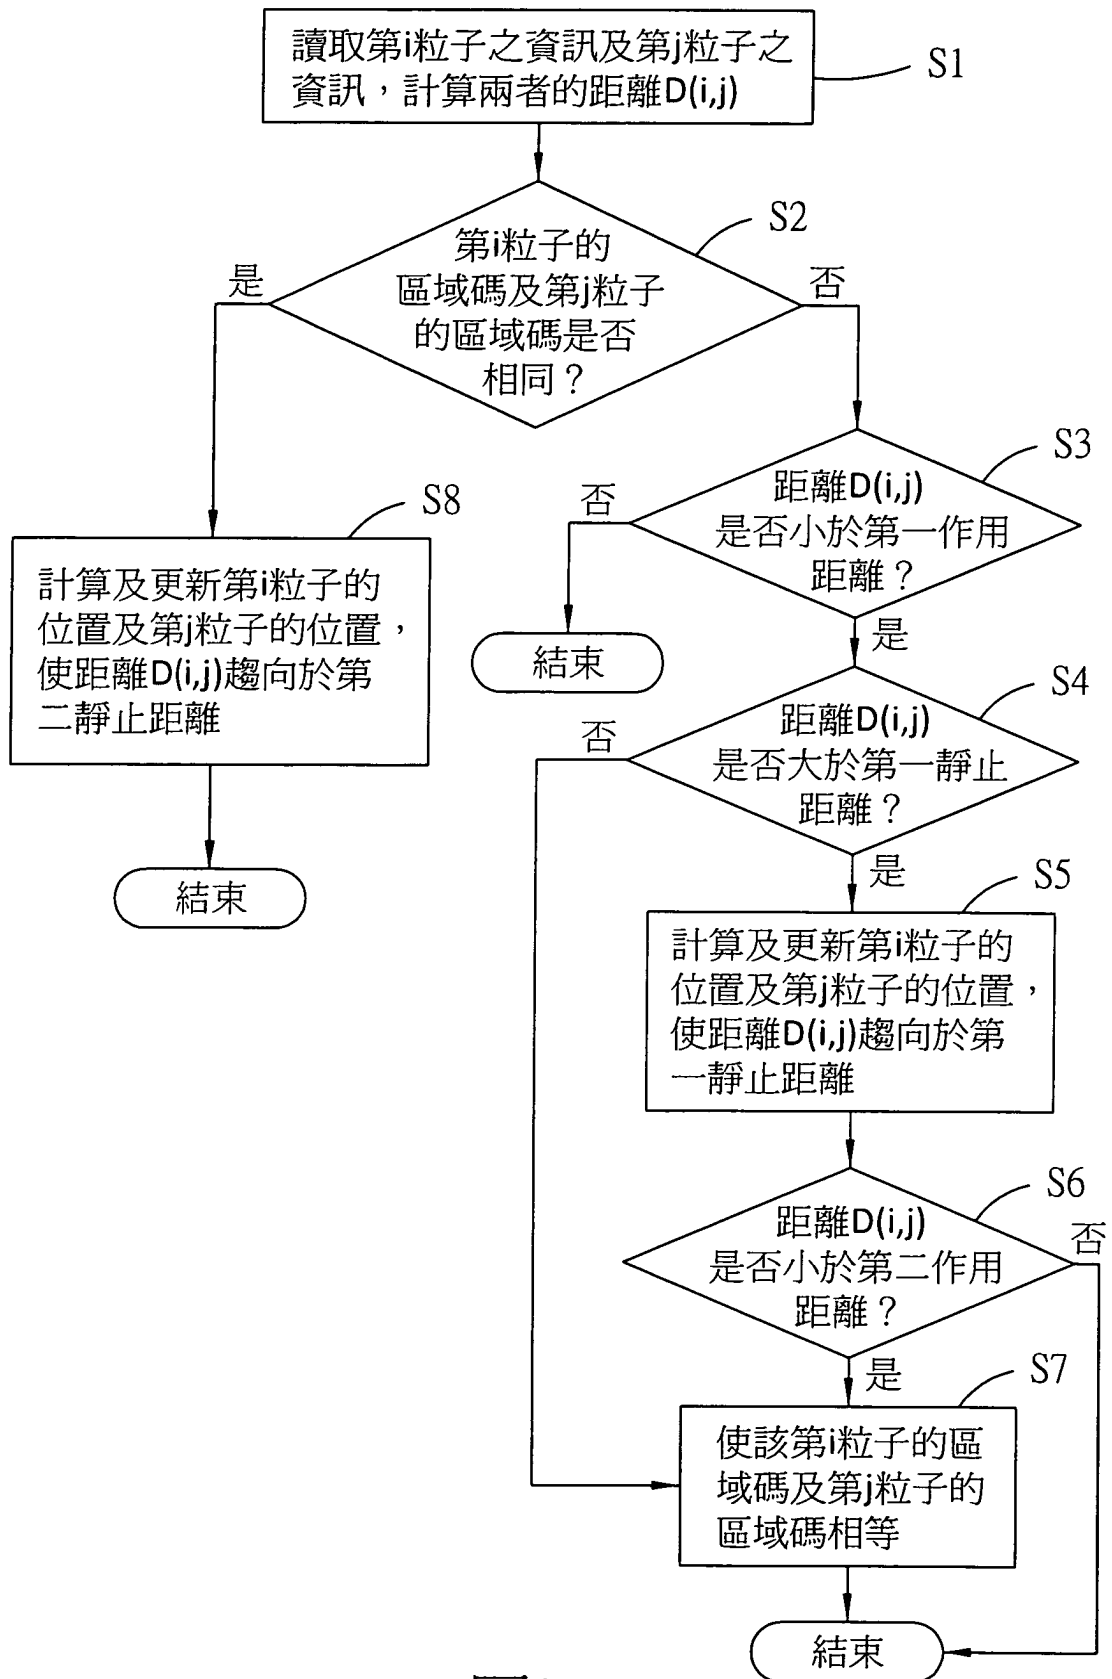 讀取第i粒子之資訊及第j粒子之
資訊，計算兩者的距離D(i,j)
S1
S2
第i粒子的
區域碼及第j粒子
的區域碼是否
相同？
是
否
S3
距離D(i,j)
是否小於第一作用
距離？
否
結束
是
S8
計算及更新第i粒子的
位置及第j粒子的位置，
使距離D(i,j)趨向於第
二靜止距離
結束
S4
距離D(i,j)
是否大於第一靜止
距離？
否
是
S5
計算及更新第i粒子的
位置及第j粒子的位置，
使距離D(i,j)趨向於第
一靜止距離
S6
距離D(i,j)
是否小於第二作用
距離？
否
是
S7
使該第i粒子的區
域碼及第j粒子的
區域碼相等
結束